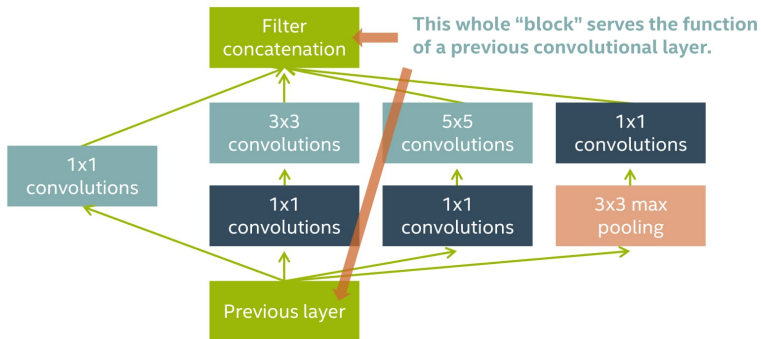 Filter
concatenation
This whole “block” serves the function
of a previous convolutional layer.
3x3
convolutions
5x5
convolutions
1x1
convolutions
1x1
convolutions
1x1
convolutions
1x1
convolutions
3x3 max
pooling
Previous layer